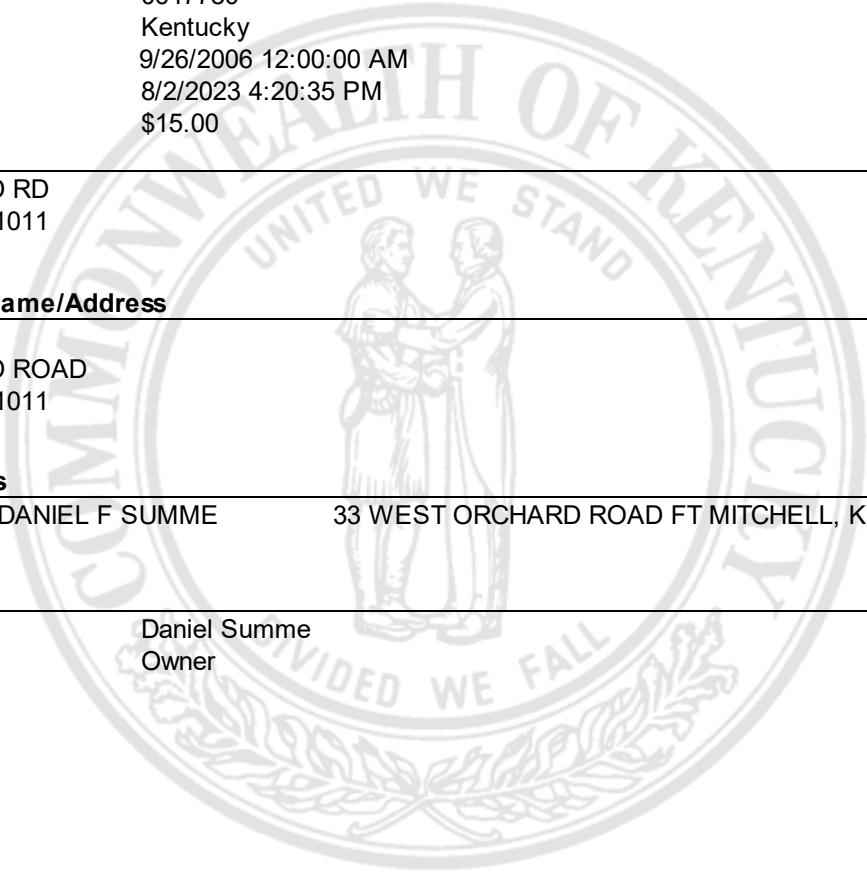 Kentucky
9/26/2006 12:00:00 AM
8/2/2023 4:20:35 PM
$15.00
RD
1011
ame/Address
ROAD
1011
s
DANIEL F SUMME 33 WEST ORCHARD ROAD FT MITCHELL, K
Daniel Summe
Owner
COMMONWEALTH OF KENTUCKY
UNITED WE STAND
DIVIDED WE FALL